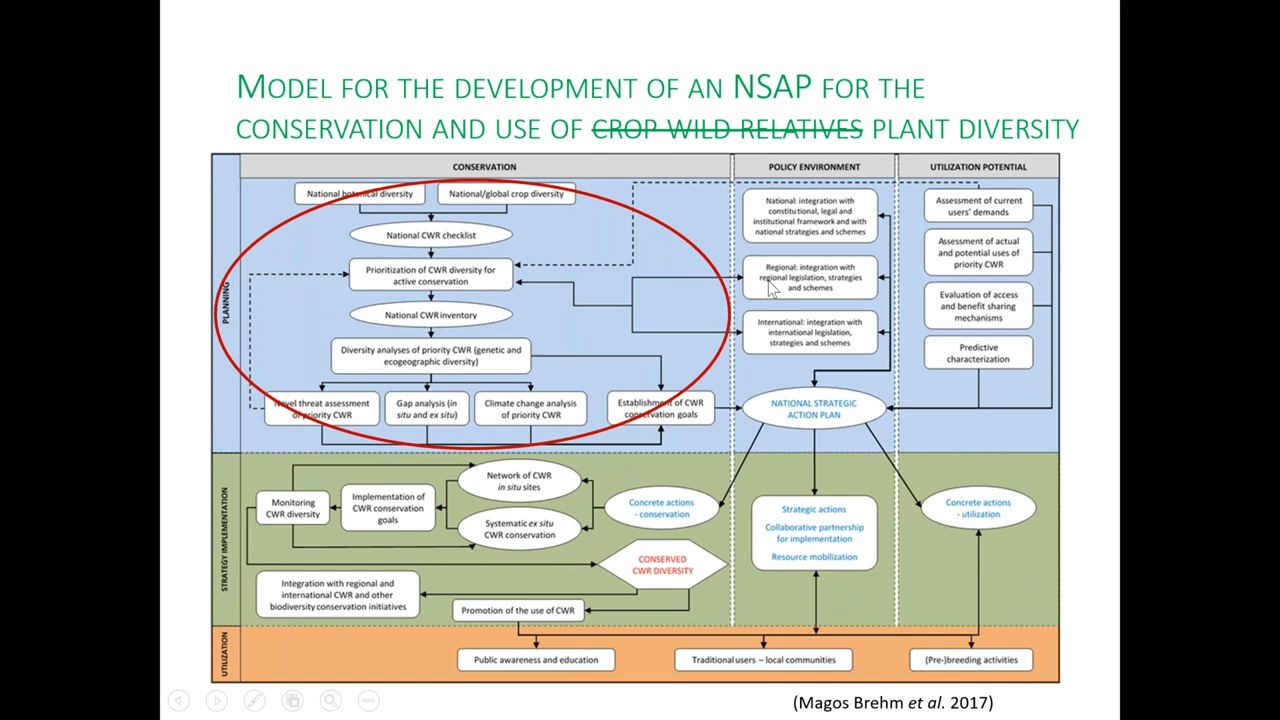 MODEL FOR THE DEVELOPMENT OF AN NSAP FOR THE
CONSERVATION AND USE OF CROP WILD RELATIVES PLANT DIVERSITY
CONSERVATION
POLICY ENVIRONMENT
UTILIZATION POTENTIAL
PLANNING
National botanical diversity
National/global crop diversity
National CWR checklist
Prioritization of CWR diversity for
active conservation
National CWR inventory
Diversity analyses of priority CWR (genetic and
ecogeographic diversity)
Novel threat assessment
of priority CWR
Gap analysis (in
situ and ex situ)
Climate change analysis
of priority CWR
Establishment of CWR
conservation goals
National: integration with
constitutional, legal and
institutional framework and with
national strategies and schemes
Regional: integration with
regional legislation, strategies
and schemes
International: integration with
international legislation,
strategies and schemes
NATIONAL STRATEGIC
ACTION PLAN
Assessment of current
users' demands
Assessment of actual
and potential uses of
priority CWR
Evaluation of access
and benefit sharing
mechanisms
Predictive
characterization
STRATEGY IMPLEMENTATION
Monitoring
CWR diversity
Implementation of
CWR conservation
goals
Network of CWR
in situ sites
Systematic ex situ
CWR conservation
Concrete actions
- conservation
CONSERVED
CWR DIVERSITY
Integration with regional and
international CWR and other
biodiversity conservation initiatives
Promotion of the use of CWR
Strategic actions
Collaborative partnership
for implementation
Resource mobilization
Concrete actions
- utilization
UTILIZATION
Public awareness and education
Traditional users – local communities
(Pre-)breeding activities
(Magos Brehm et al. 2017)